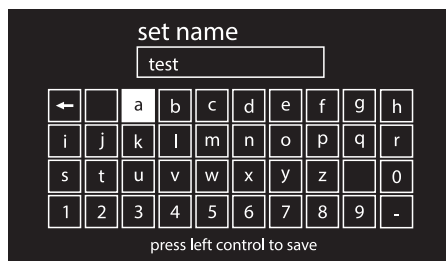 set name
test
← a b c d e f g h
i j k l m n o p q r
s t u v w x y z 0
1 2 3 4 5 6 7 8 9 -
press left control to save